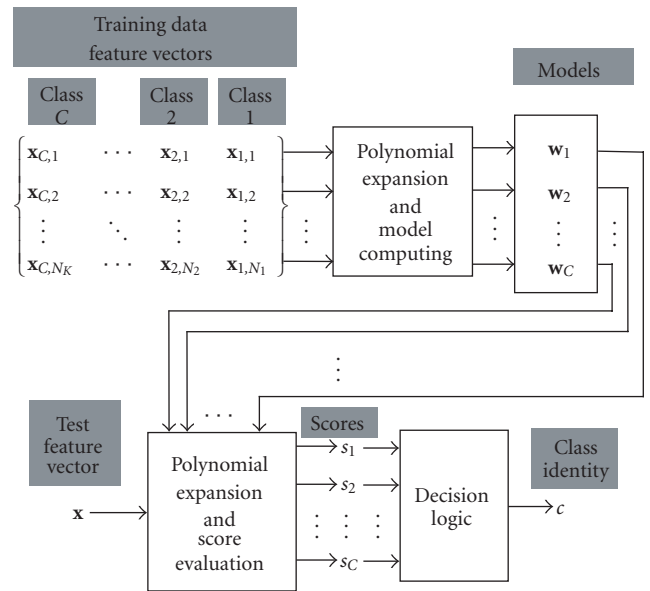 Training data
feature vectors
Models
Class
C
Class
2
Class
1
x_{C,1} · · · x_{2,1} x_{1,1}
x_{C,2} · · · x_{2,2} x_{1,2}
x_{C,N_K} · · · x_{2,N_2} x_{1,N_1}
Polynomial
expansion
and
model
computing
w_1
w_2
w_C
Test
feature
vector
x
Polynomial
expansion
and
score
evaluation
Scores
s_1
s_2
s_C
Decision
logic
Class
identity
c